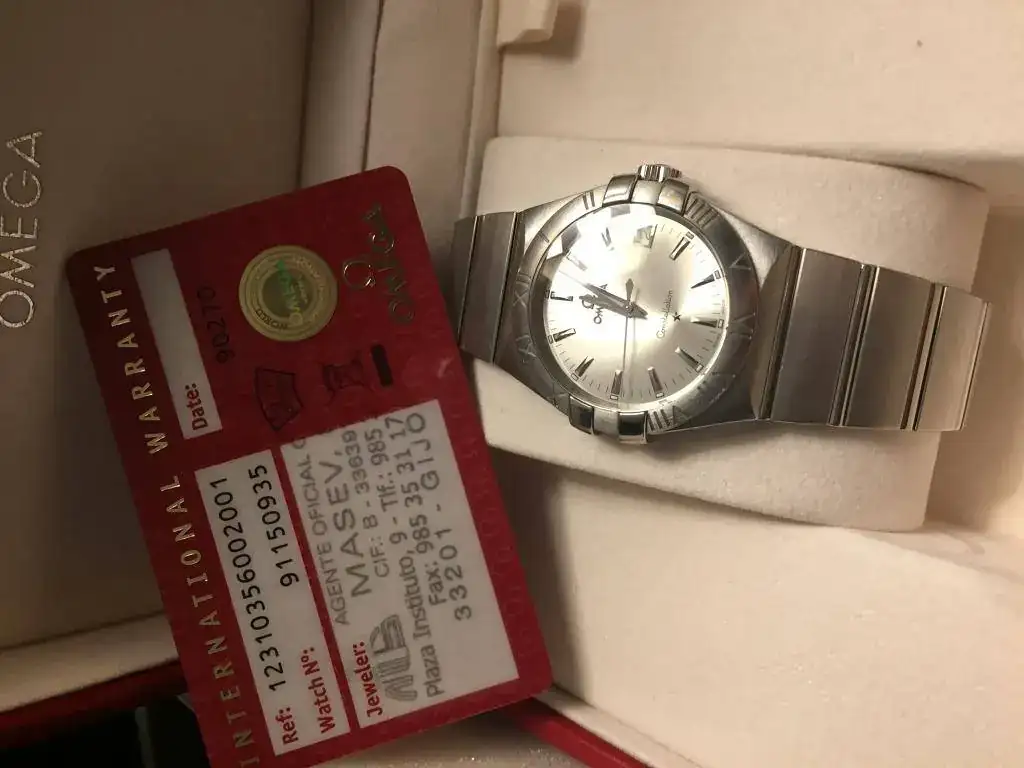 OMEGA
INTERNATIONAL WARRANTY
Ref: 12310356002001
Watch Nº: 91150935
Jeweler:
AGENTE OFICIAL
MASEV,
CIF: B - 33639
Plaza Instituto, 9 - Tlf.: 985
Fax: 985 35 31 17
33201 - GIJO
Date:
90270
OMEGA
OMEGA
Constellation